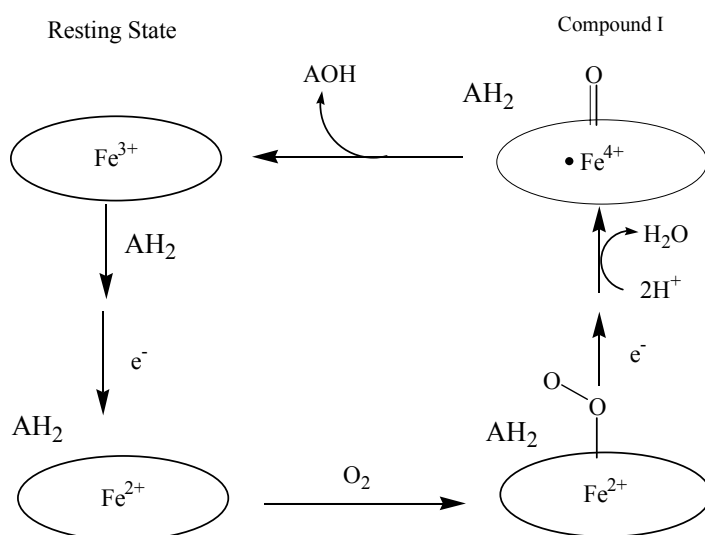 Resting State
Compound I
AOH
AH₂
O
Fe³⁺
• Fe⁴⁺
AH₂
H₂O
2H⁺
e⁻
e⁻
O
O
AH₂
AH₂
O₂
Fe²⁺
Fe²⁺